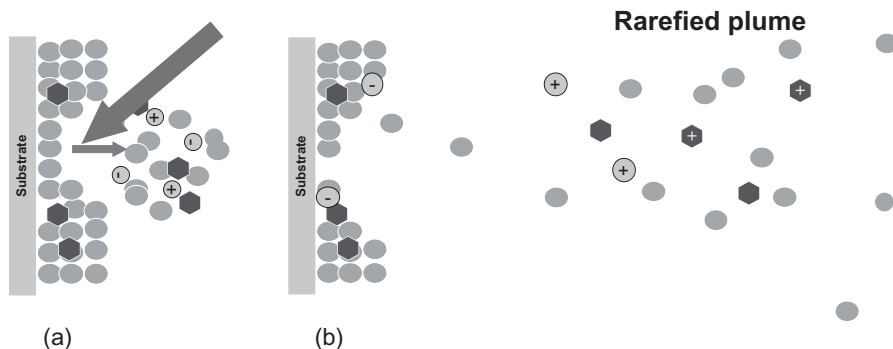 Rarefied plume
Substrate
+
-
-
+
(a)
Substrate
-
-
(b)
+
+
+
+